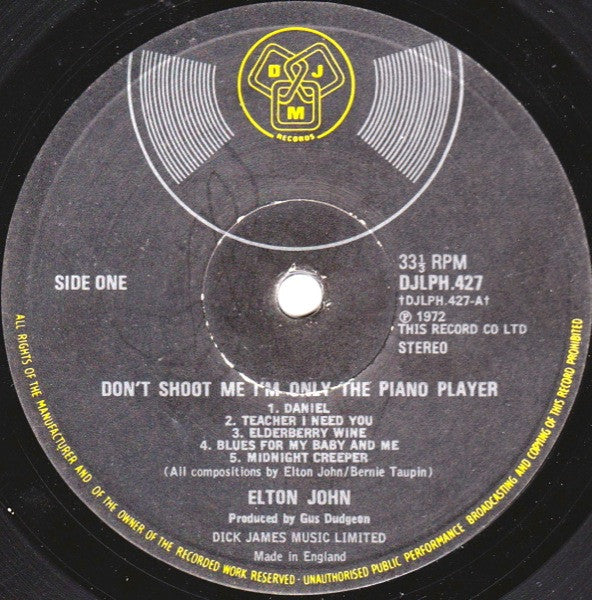 D J
M
RECORDS
SIDE ONE
33⅓ RPM
DJLPH.427
†DJLPH.427-A†
℗ 1972
THIS RECORD CO LTD
STEREO
DON'T SHOOT ME I'M ONLY THE PIANO PLAYER
1. DANIEL
2. TEACHER I NEED YOU
3. ELDERBERRY WINE
4. BLUES FOR MY BABY AND ME
5. MIDNIGHT CREEPER
(All compositions by Elton John/Bernie Taupin)
ELTON JOHN
Produced by Gus Dudgeon
DICK JAMES MUSIC LIMITED
Made in England
ALL RIGHTS OF THE MANUFACTURER AND OF THE OWNER OF THE RECORDED WORK RESERVED · UNAUTHORISED PUBLIC PERFORMANCE BROADCASTING AND COPYING OF THIS RECORD PROHIBITED